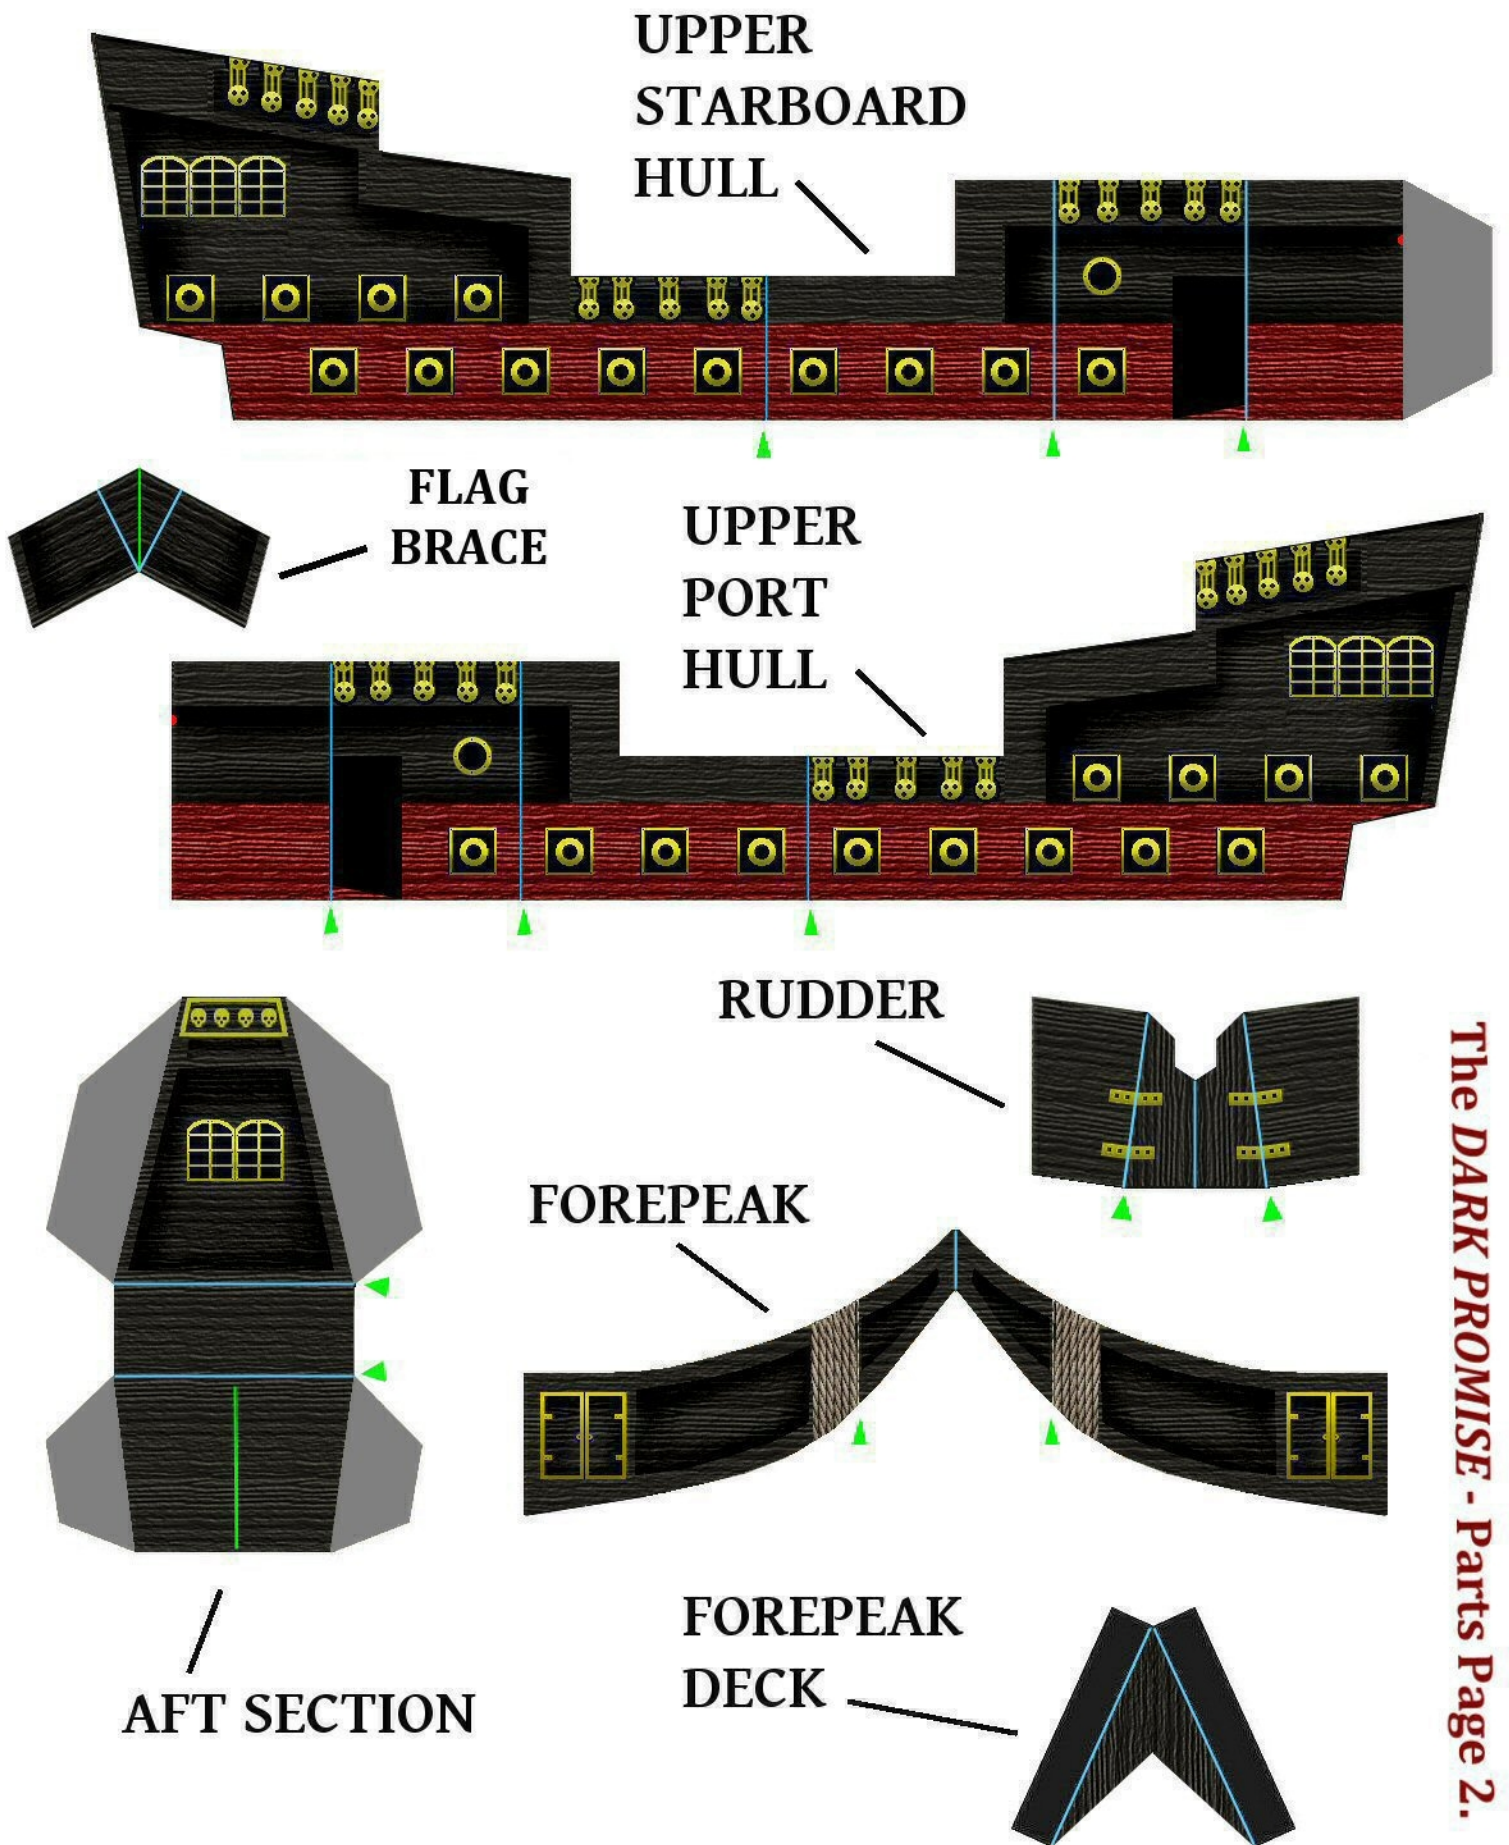 UPPER
STARBOARD
HULL
FLAG
BRACE
UPPER
PORT
HULL
RUDDER
The DARK PROMISE - Parts Page 2.
FOREPEAK
FOREPEAK
DECK
AFT SECTION